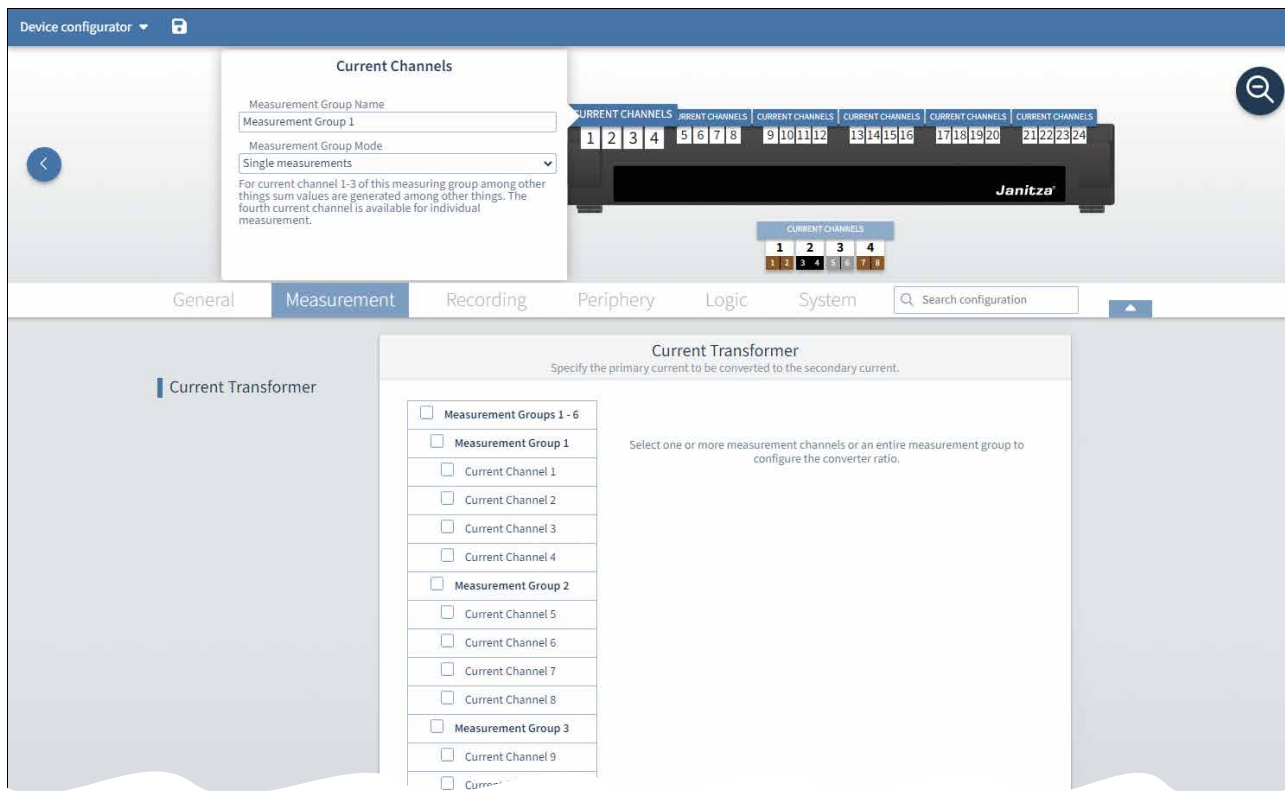 Device configurator
Current Channels
Measurement Group Name
Measurement Group 1
Measurement Group Mode
Single measurements
For current channel 1-3 of this measuring group among other
things sum values are generated among other things. The
fourth current channel is available for individual
measurement.
CURRENT CHANNELS
1 2 3 4
CURRENT CHANNELS
5 6 7 8
CURRENT CHANNELS
9 10 11 12
CURRENT CHANNELS
13 14 15 16
CURRENT CHANNELS
17 18 19 20
CURRENT CHANNELS
21 22 23 24
Janitza
CURRENT CHANNELS
1 2 3 4
1 2 3 4 5 6 7 8
General Measurement Recording Periphery Logic System Search configuration
Current Transformer
Current Transformer
Specify the primary current to be converted to the secondary current.
Measurement Groups 1 - 6
Measurement Group 1
Current Channel 1
Current Channel 2
Current Channel 3
Current Channel 4
Measurement Group 2
Current Channel 5
Current Channel 6
Current Channel 7
Current Channel 8
Measurement Group 3
Current Channel 9
Select one or more measurement channels or an entire measurement group to
configure the converter ratio.